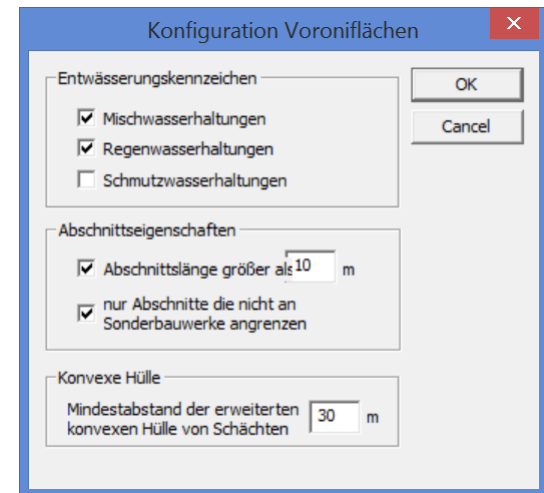 Konfiguration Voroniflächen
Entwässerungskennzeichen
OK
Mischwasserhaltungen
Cancel
Regenwasserhaltungen
Schmutzwasserhaltungen
Abschnittseigenschaften
Abschnittslänge größer als 10 m
nur Abschnitte die nicht an
Sonderbauwerke angrenzen
Konvexe Hülle
Mindestabstand der erweiterten
konvexen Hülle von Schächten
30 m